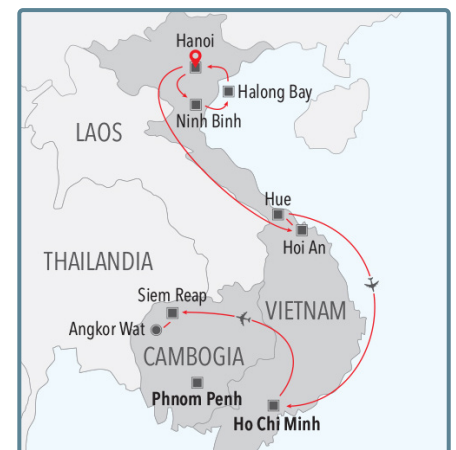 Hanoi
Halong Bay
Ninh Binh
LAOS
Hue
Hoi An
THAILANDIA
Siem Reap
VIETNAM
Angkor Wat
CAMBOGIA
Phnom Penh
Ho Chi Minh